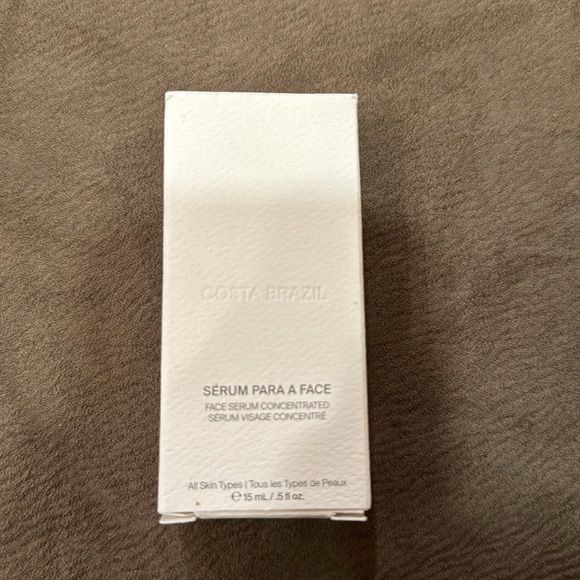 COSTA BRAZIL
SÉRUM PARA A FACE
FACE SERUM CONCENTRATED
SÉRUM VISAGE CONCENTRÉ
All Skin Types | Tous les Types de Peaux
℮ 15 mL / .5 fl oz.